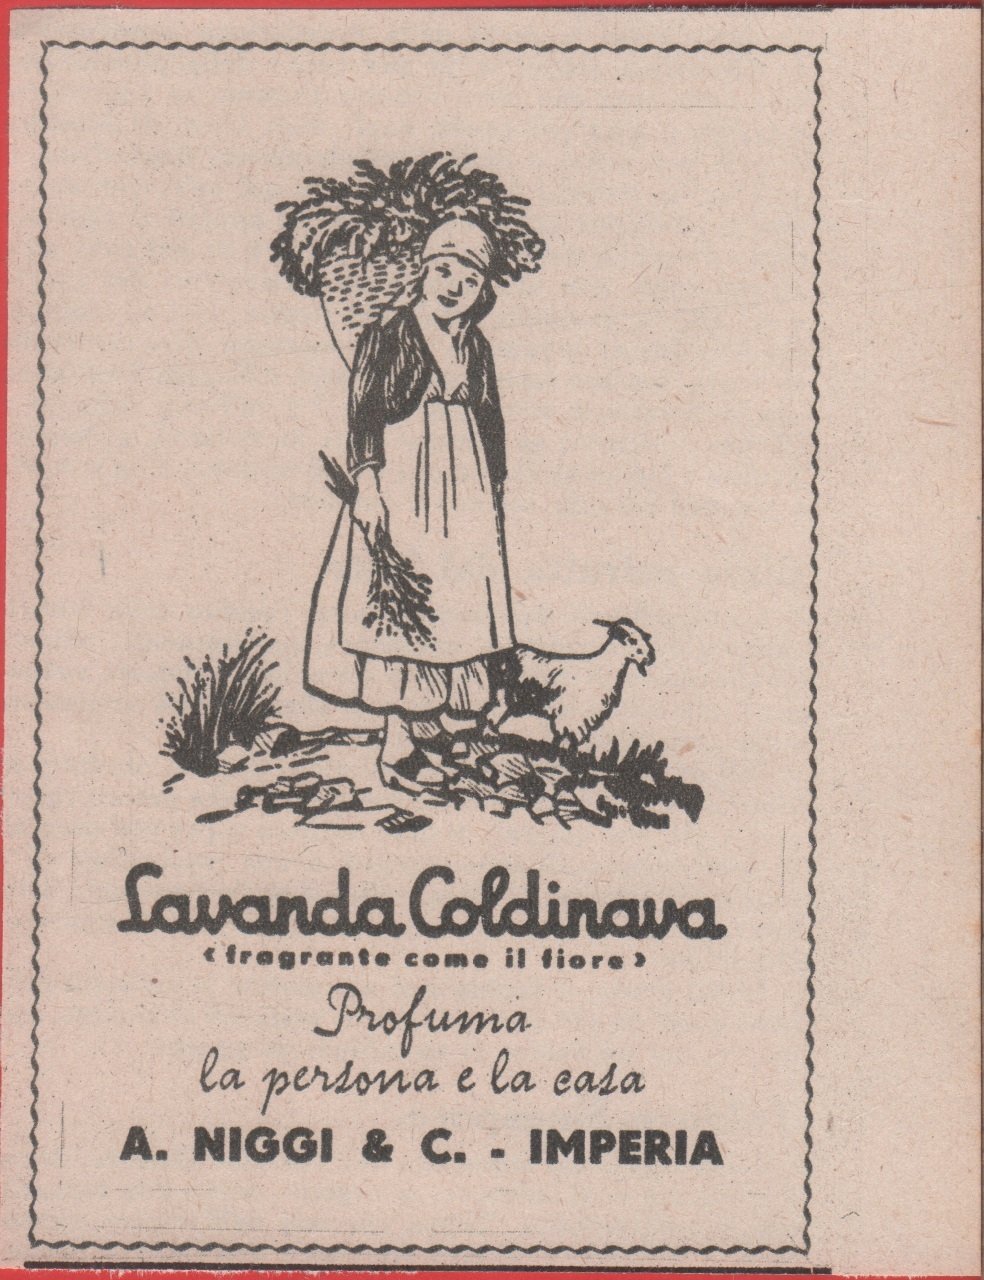 Lavanda Coldinava
‹fragrante come il fiore›
Profuma
la persona e la casa
A. NIGGI & C. - IMPERIA